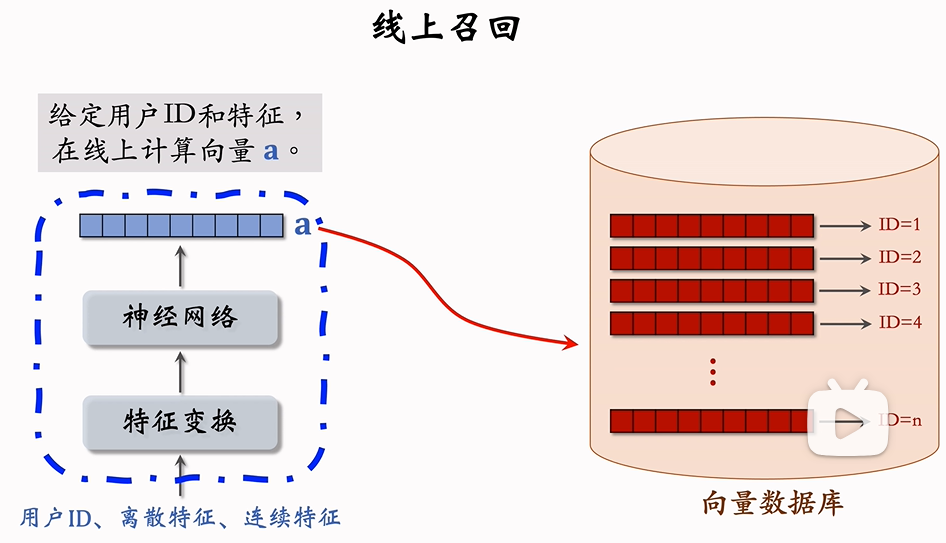 线上召回
给定用户ID和特征，
在线上计算向量 a。
a
神经网络
特征变换
用户ID、离散特征、连续特征
ID=1
ID=2
ID=3
ID=4
ID=n
向量数据库